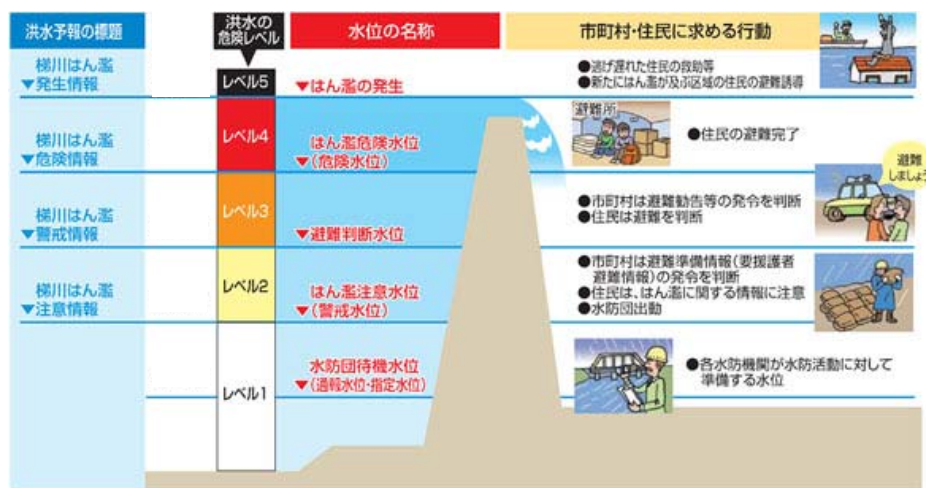 洪水予報の標題
洪水の
危険レベル
水位の名称
市町村・住民に求める行動
梯川はん濫
▼発生情報
レベル5
▼はん濫の発生
●逃げ遅れた住民の救助等
●新たにはん濫が及ぶ区域の住民の避難誘導
梯川はん濫
▼危険情報
レベル4
はん濫危険水位
▼(危険水位)
避難所
●住民の避難完了
梯川はん濫
▼警戒情報
レベル3
▼避難判断水位
●市町村は避難勧告等の発令を判断
●住民は避難を判断
避難
しましょう
梯川はん濫
▼注意情報
レベル2
はん濫注意水位
▼(警戒水位)
●市町村は避難準備情報(要援護者
避難情報)の発令を判断
●住民は、はん濫に関する情報に注意
●水防団出動
レベル1
水防団待機水位
▼(通報水位・指定水位)
●各水防機関が水防活動に対して
準備する水位